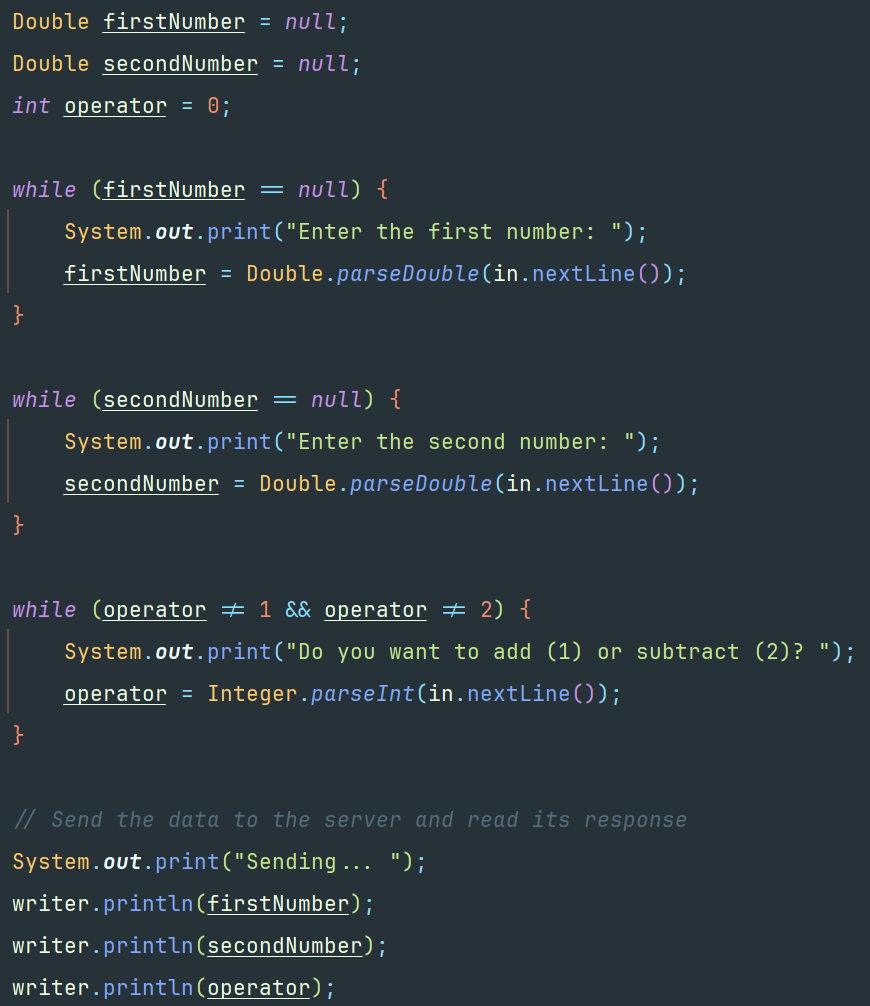 Double firstNumber = null;
Double secondNumber = null;
int operator = 0;
while (firstNumber == null) {
System.out.print("Enter the first number: ");
firstNumber = Double.parseDouble(in.nextLine());
}
while (secondNumber == null) {
System.out.print("Enter the second number: ");
secondNumber = Double.parseDouble(in.nextLine());
}
while (operator != 1 && operator != 2) {
System.out.print("Do you want to add (1) or subtract (2)? ");
operator = Integer.parseInt(in.nextLine());
}
// Send the data to the server and read its response
System.out.print("Sending... ");
writer.println(firstNumber);
writer.println(secondNumber);
writer.println(operator);